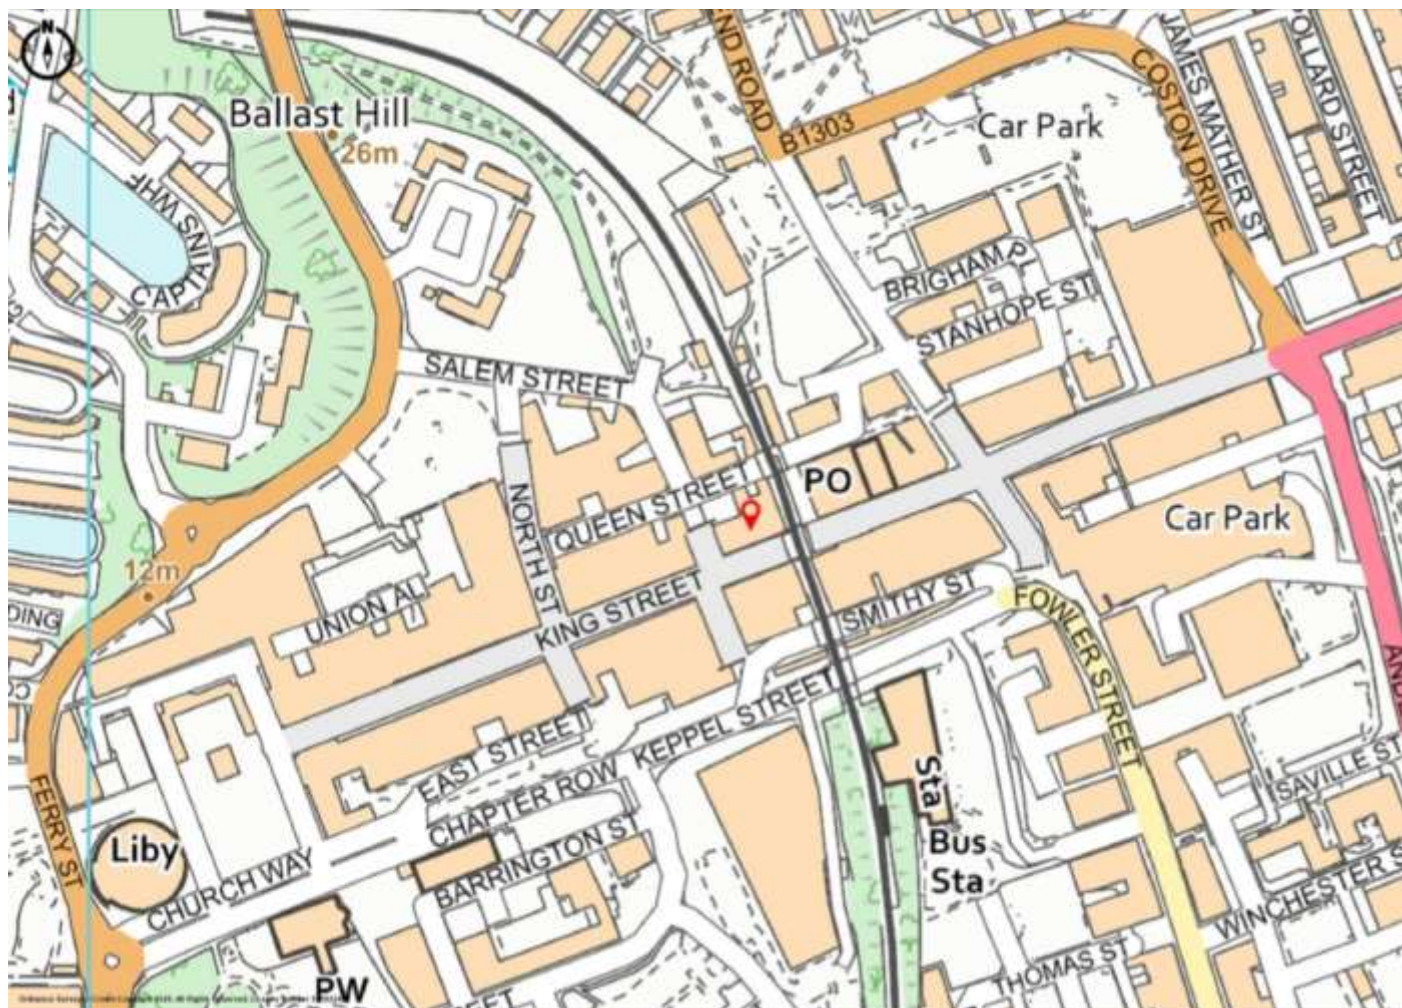 Ballast Hill
26m
END ROAD
B1303
Car Park
COSTON DRIVE
JAMES MATHER ST
POLLARD STREET
CAPTAINS WHF
BRIGHAM P
STANHOPE ST
SALEM STREET
QUEEN STREET
PO
Car Park
NORTH ST
12m
UNION AL
KING STREET
SMITHY ST
FOWLER STREET
DING
KEPPEL STREET
EAST STREET
CHAPTER ROW
Sta
SAVILLE ST
FERRY ST
Liby
CHURCH WAY
BARRINGTON ST
Bus
Sta
WINCHESTER S
THOMAS ST
PW